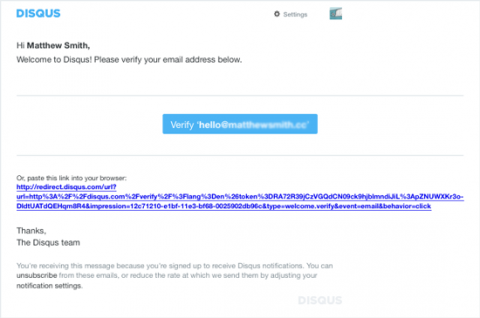 DISQUS
Settings
Hi Matthew Smith,
Welcome to Disqus! Please verify your email address below.
Verify 'hello@matthewsmith.cc'
Or, paste this link into your browser:
http://redirect.disqus.com/url?
url=http%3A%2F%2Fdisqus.com%2Fverify%2F%3Flang%3Den%26token%3DRA72R39jCzVGQdCN09ck9hjblmndiJiL%3ApZNUWXKr3o-
DIdtUATdQEHqm8R4&impression=12c71210-e1bf-11e3-bf68-0025902db96c&type=welcome.verify&event=email&behavior=click
Thanks,
The Disqus team
You're receiving this message because you're signed up to receive Disqus notifications. You can
unsubscribe from these emails, or reduce the rate at which we send them by adjusting your
notification settings.
DISQUS